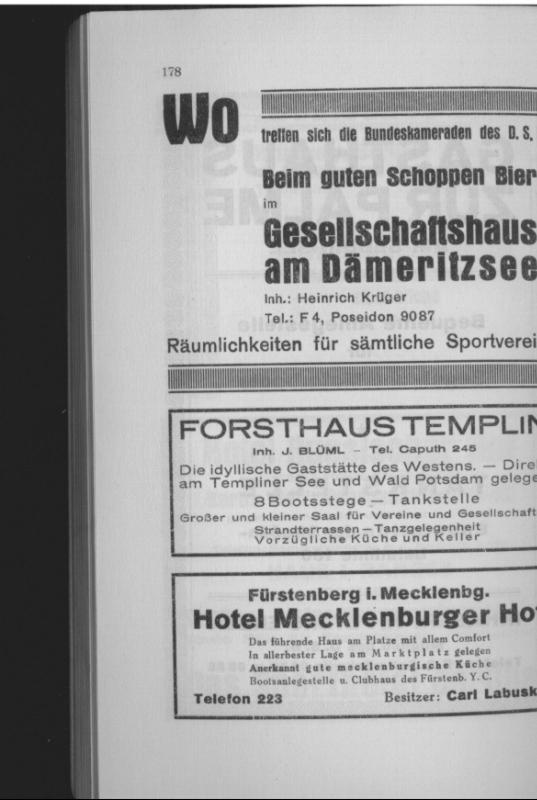 178
Wo
treffen sich die Bundeskameraden des D. S.
Beim guten Schoppen Bier
im
Gesellschaftshaus
am Dämeritzsee
Inh.: Heinrich Krüger
Tel.: F 4, Poseidon 9087
Räumlichkeiten für sämtliche Sportverei
FORSTHAUS TEMPLIN
Inh. J. BLÜML – Tel. Caputh 245
Die idyllische Gaststätte des Westens. — Dire
am Templiner See und Wald Potsdam gelege
8 Bootsstege — Tankstelle
Großer und kleiner Saal für Vereine und Gesellschaft
Strandterrassen — Tanzgelegenheit
Vorzügliche Küche und Keller
Fürstenberg i. Mecklenbg.
Hotel Mecklenburger Ho
Das führende Haus am Platze mit allem Comfort
In allerbester Lage am Marktplatz gelegen
Anerkannt gute mecklenburgische Küche
Bootsanlegestelle u. Clubhaus des Fürstenb. Y. C.
Telefon 223 Besitzer: Carl Labusk